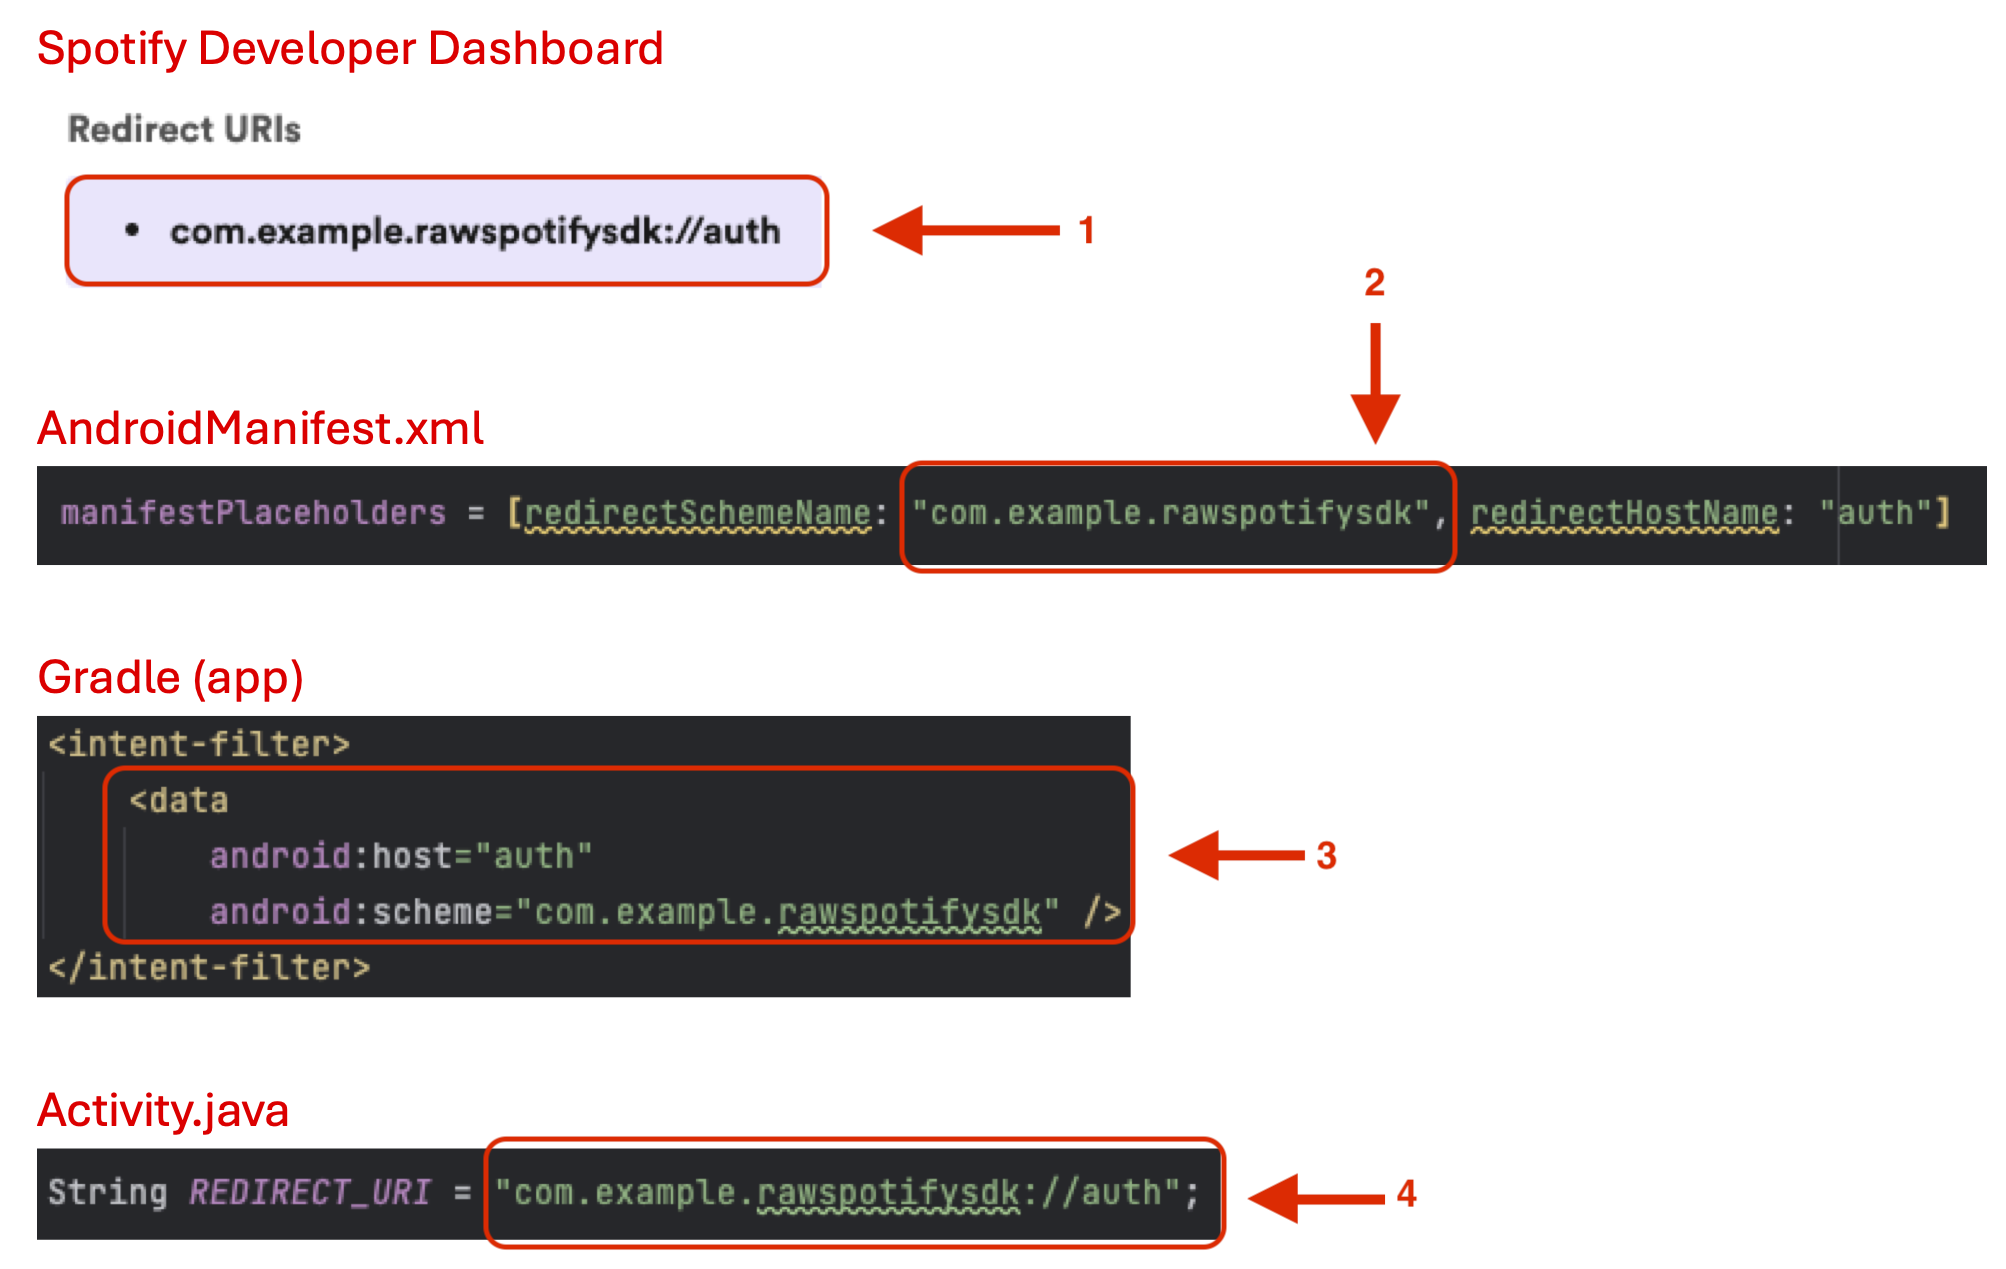 Spotify Developer Dashboard
Redirect URIs
• com.example.rawspotifysdk://auth
1
2
AndroidManifest.xml
manifestPlaceholders = [redirectSchemeName: "com.example.rawspotifysdk", redirectHostName: "auth"]
Gradle (app)
<intent-filter>
<data
android:host="auth"
android:scheme="com.example.rawspotifysdk" />
</intent-filter>
3
Activity.java
String REDIRECT_URI = "com.example.rawspotifysdk://auth";
4